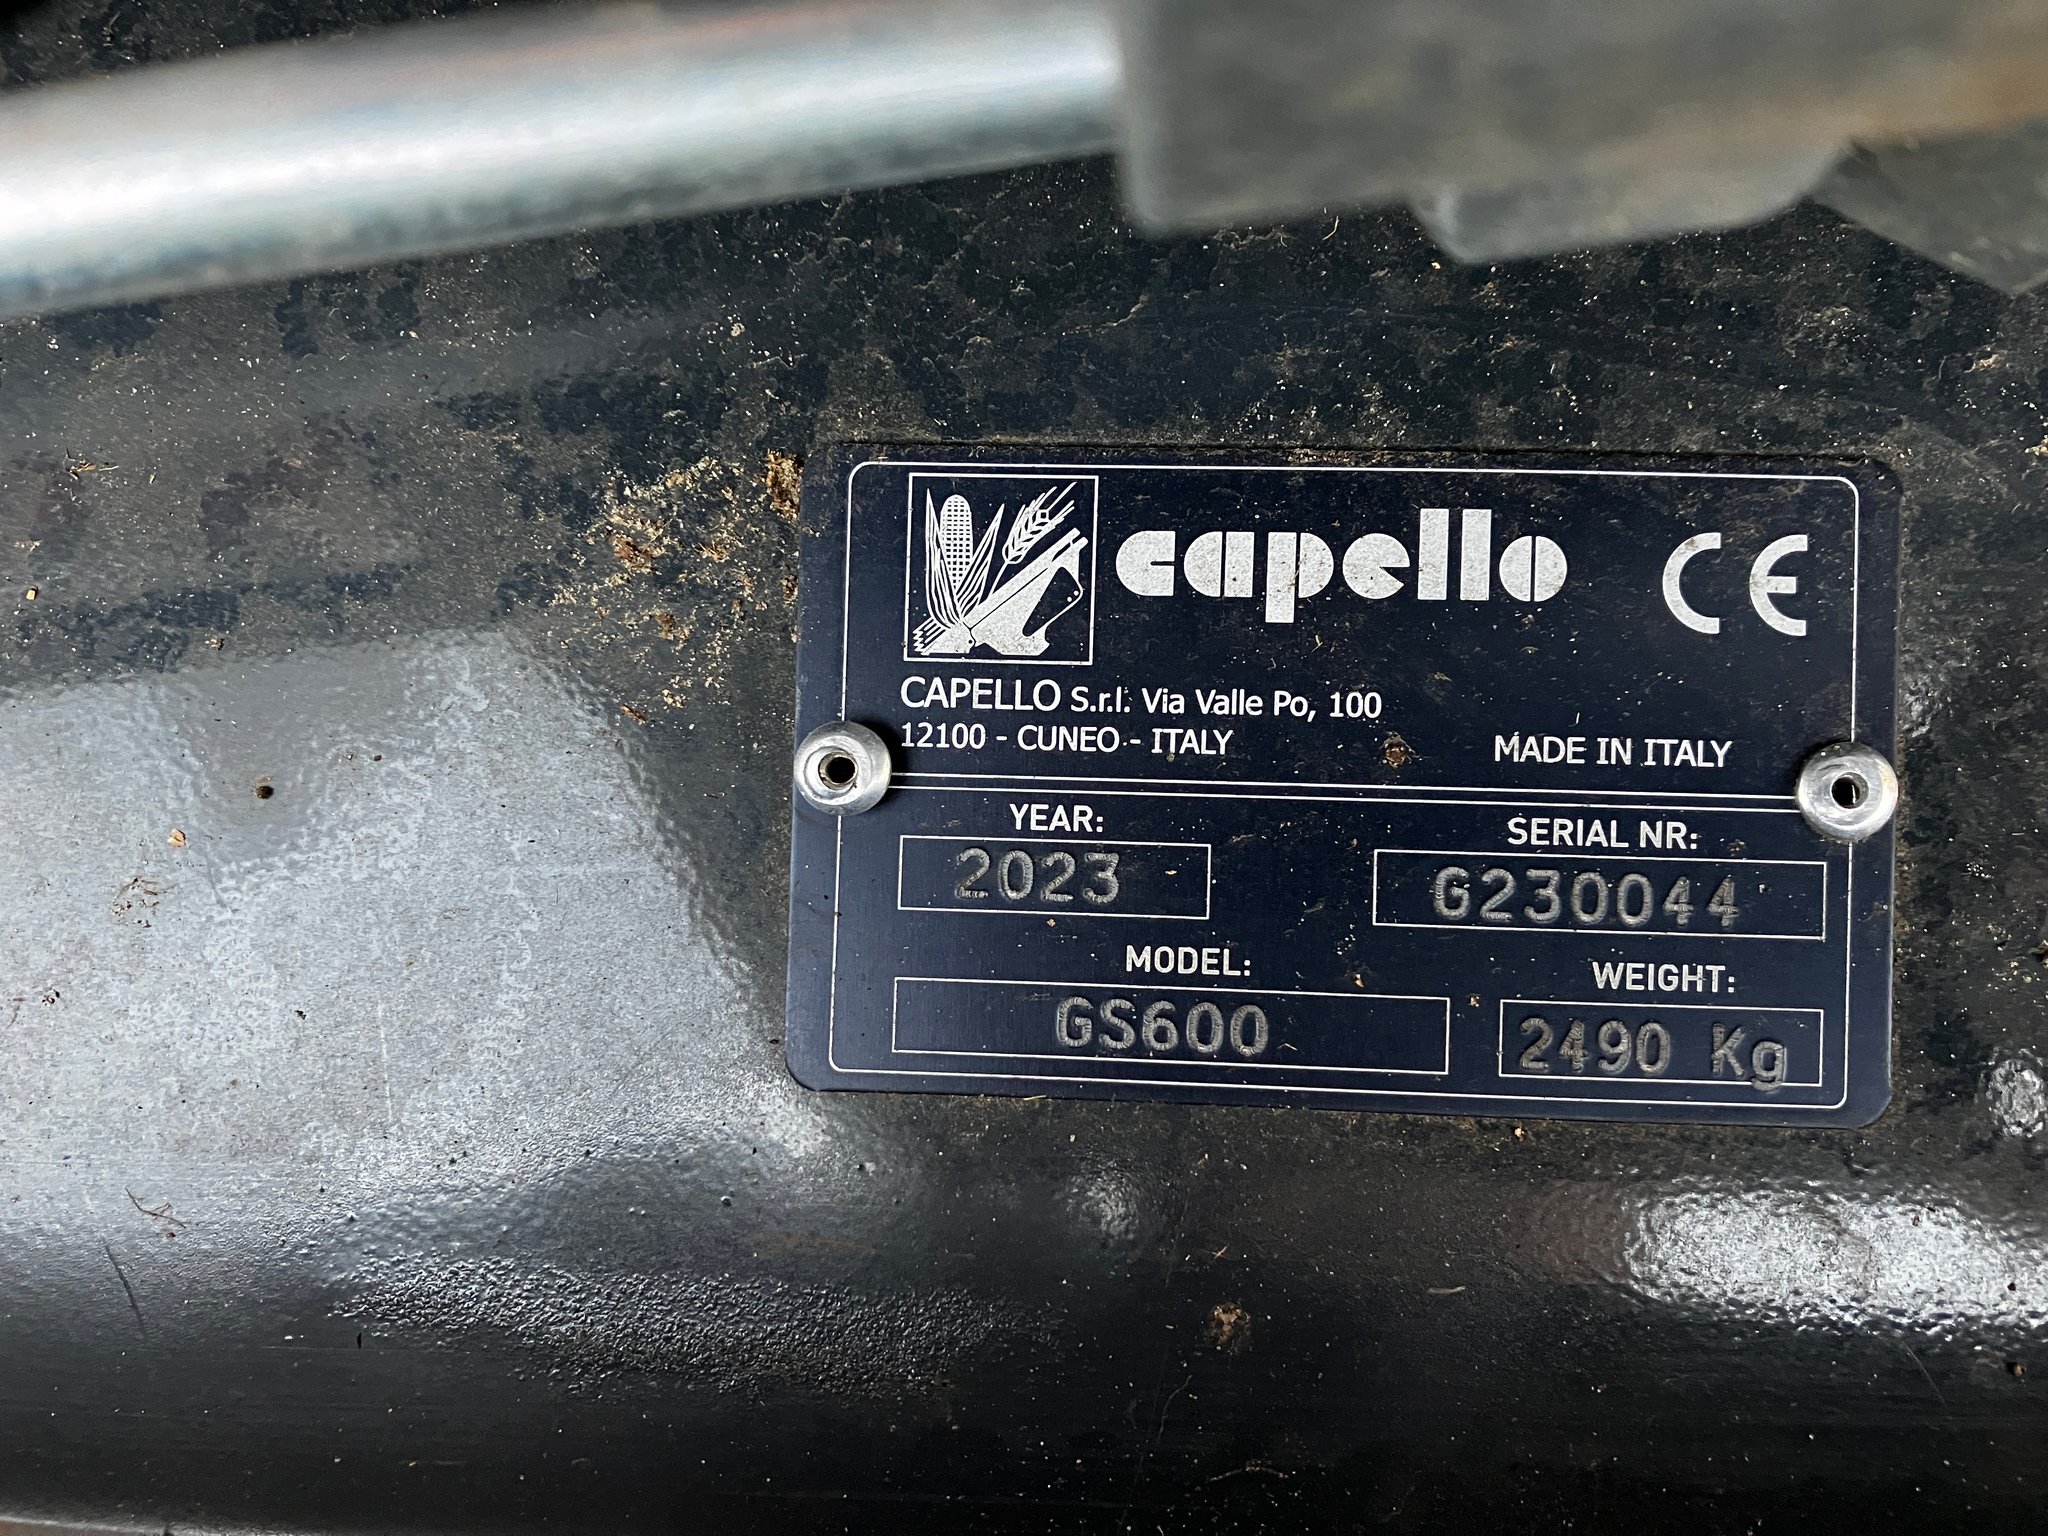 capello CE
CAPELLO S.r.l. Via Valle Po, 100
12100 - CUNEO - ITALY
MADE IN ITALY
YEAR:
2023
SERIAL NR:
G230044
MODEL:
GS600
WEIGHT:
2490 Kg